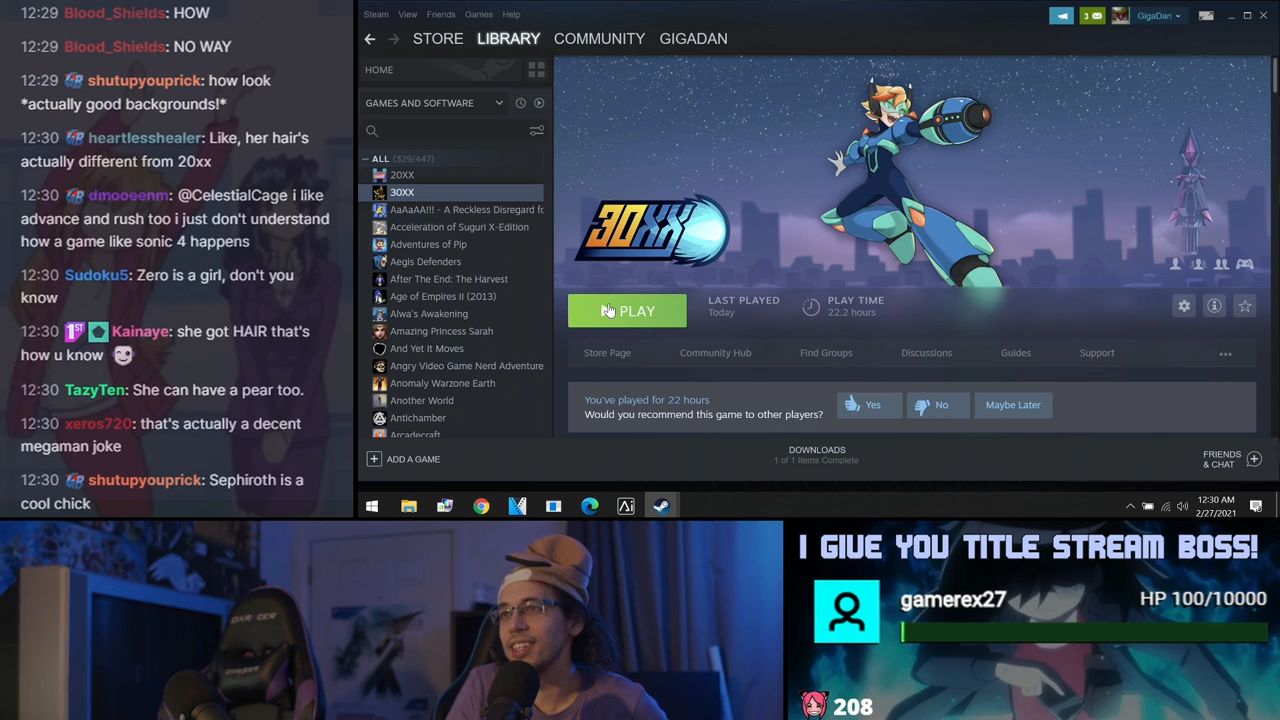 12:29 Blood_Shields: HOW
12:29 Blood_Shields: NO WAY
12:29 shutupyouprick: how look
*actually good backgrounds!*
12:30 heartlesshealer: Like, her hair's
actually different from 20xx
12:30 dmooeenm: @CelestialCage i like
advance and rush too i just don't understand
how a game like sonic 4 happens
12:30 Sudoku5: Zero is a girl, don't you
know
12:30 1ST Kainaye: she got HAIR that's
how u know
12:30 TazyTen: She can have a pear too.
12:30 xeros720: that's actually a decent
megaman joke
12:30 shutupyouprick: Sephiroth is a
cool chick
Steam View Friends Games Help
3 GigaDan
STORE LIBRARY COMMUNITY GIGADAN
HOME
GAMES AND SOFTWARE
ALL (329/447)
20XX
30XX
AaAaAA!!! - A Reckless Disregard fo
Acceleration of Suguri X-Edition
Adventures of Pip
Aegis Defenders
After The End: The Harvest
Age of Empires II (2013)
Alwa's Awakening
Amazing Princess Sarah
And Yet It Moves
Angry Video Game Nerd Adventure
Anomaly Warzone Earth
Another World
Antichamber
Arcadecraft
30XX
PLAY
LAST PLAYED
Today
PLAY TIME
22.2 hours
Store Page Community Hub Find Groups Discussions Guides Support
You've played for 22 hours
Would you recommend this game to other players?
Yes No Maybe Later
ADD A GAME
DOWNLOADS
1 of 1 Items Complete
FRIENDS
& CHAT
Ai
12:30 AM
2/27/2021
DXRACER
I GIVE YOU TITLE STREAM BOSS!
gamerex27 HP 100/10000
208